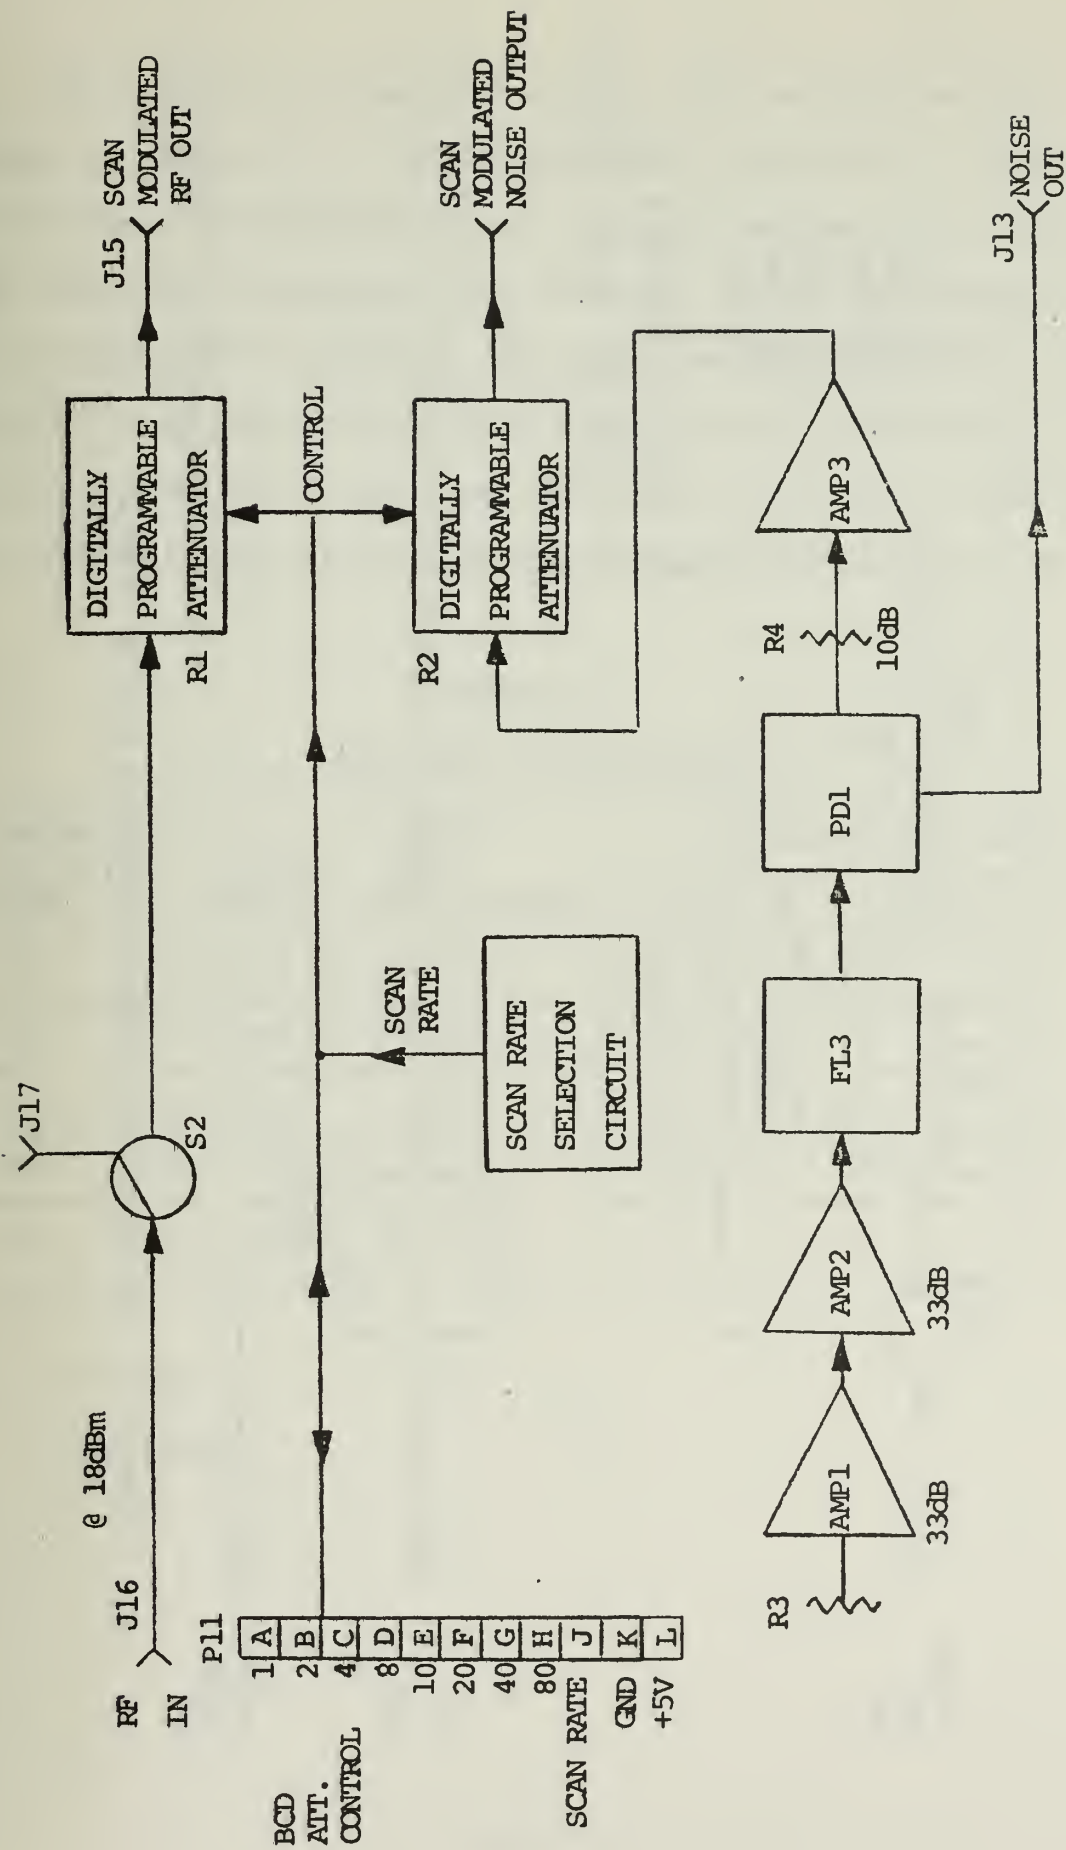 RF
IN
J16
@ 18dBm
J17
S2
R1
DIGITALLY
PROGRAMMABLE
ATTENUATOR
J15
SCAN
MODULATED
RF OUT
BCD
ATT.
CONTROL
P11
1 A
2 B
4 C
8 D
10 E
20 F
40 G
80 H
SCAN RATE J
GND K
+5V L
SCAN
RATE
SCAN RATE
SELECTION
CIRCUIT
CONTROL
R2
DIGITALLY
PROGRAMMABLE
ATTENUATOR
SCAN
MODULATED
NOISE OUTPUT
R3
AMP1
33dB
AMP2
33dB
FL3
PD1
R4
10dB
AMP3
J13
NOISE
OUT